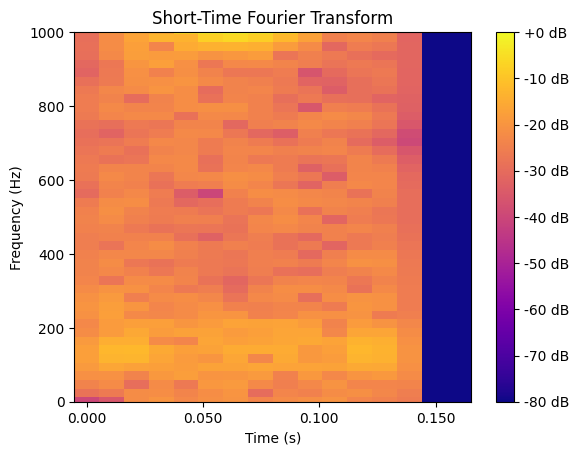 Short-Time Fourier Transform
1000
800
600
400
200
0
Frequency (Hz)
0.000
0.050
0.100
0.150
Time (s)
+0 dB
-10 dB
-20 dB
-30 dB
-40 dB
-50 dB
-60 dB
-70 dB
-80 dB